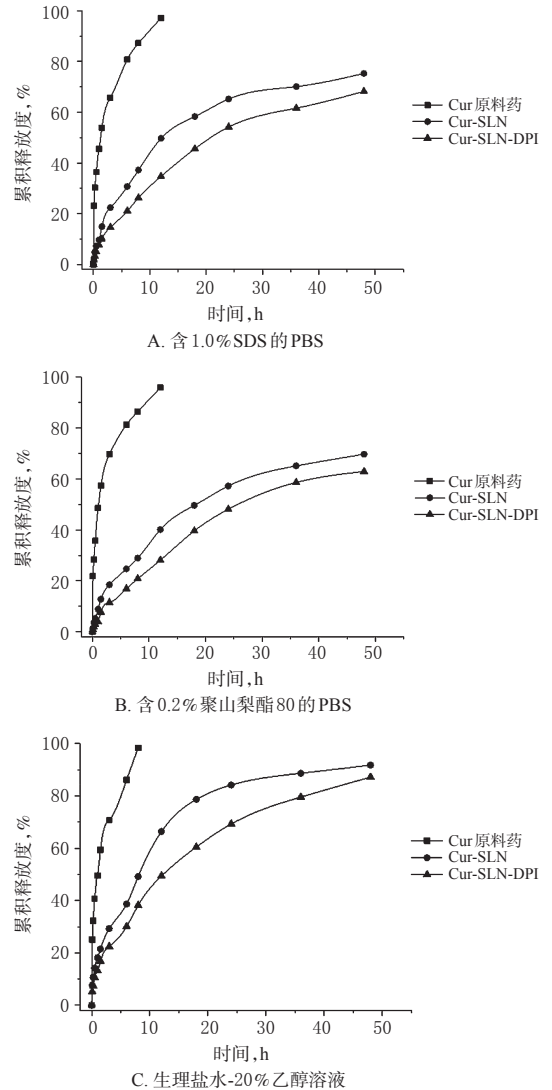 100
80
60
40
20
0
累积释放度, %
0 10 20 30 40 50
时间, h
Cur原料药
Cur-SLN
Cur-SLN-DPI
A. 含1.0%SDS的PBS
100
80
60
40
20
0
累积释放度, %
0 10 20 30 40 50
时间, h
Cur原料药
Cur-SLN
Cur-SLN-DPI
B. 含0.2%聚山梨酯80的PBS
100
80
60
40
20
0
累积释放度, %
0 10 20 30 40 50
时间, h
Cur原料药
Cur-SLN
Cur-SLN-DPI
C. 生理盐水-20%乙醇溶液